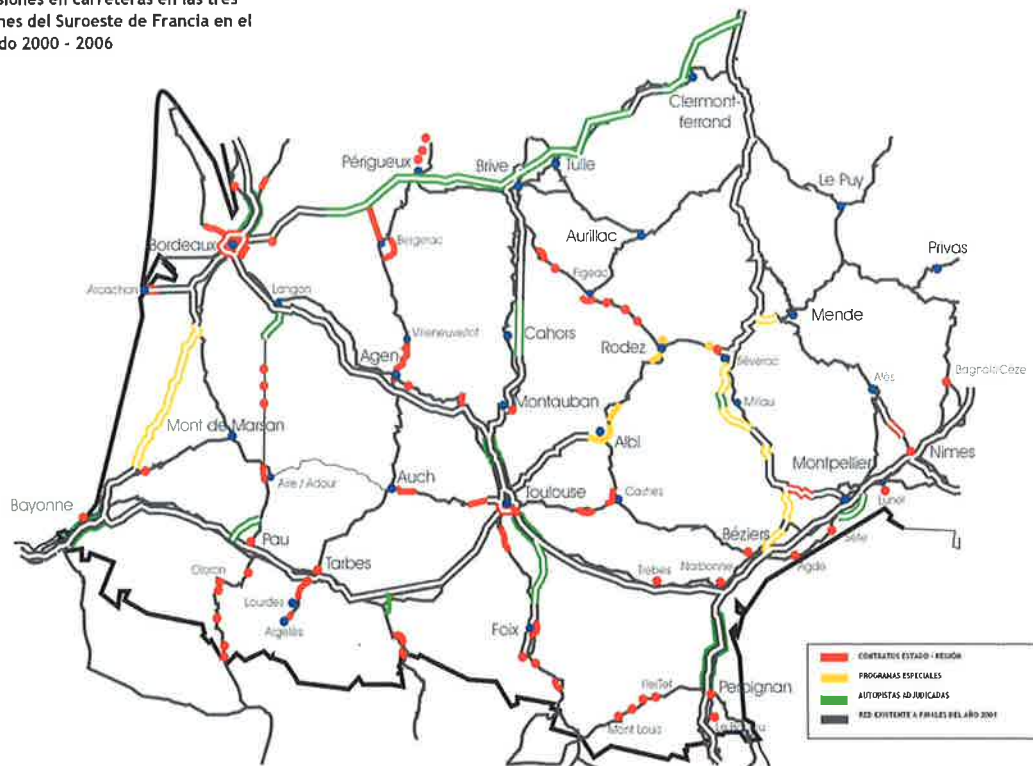 siones en carreteras en las tres
nes del Suroeste de Francia en el
do 2000 - 2006
Clermont-
ferrand
Périgueux
Brive
Tulle
Le Puy
Bordeaux
Bergerac
Aurillac
Privas
Arcachon
Langon
Figeac
Mende
Villeneuve/lot
Cahors
Rodez
Séverac
Agen
Alès
Bagnols/Cèze
Montauban
Millau
Mont de Marsan
Albi
Montpellier
Nimes
Aire / Adour
Auch
Toulouse
Castres
Lunel
Bayonne
Béziers
Sète
Pau
Tarbes
Trèbes
Narbonne
Agde
Oloron
Lourdes
Argelès
Foix
Perpignan
Mont Louis
CONTRATOS ESTADO - REGIÓN
PROGRAMAS ESPECIALES
AUTOPISTAS ADJUDICADAS
RED EXISTENTE A FINALES DEL AÑO 2001